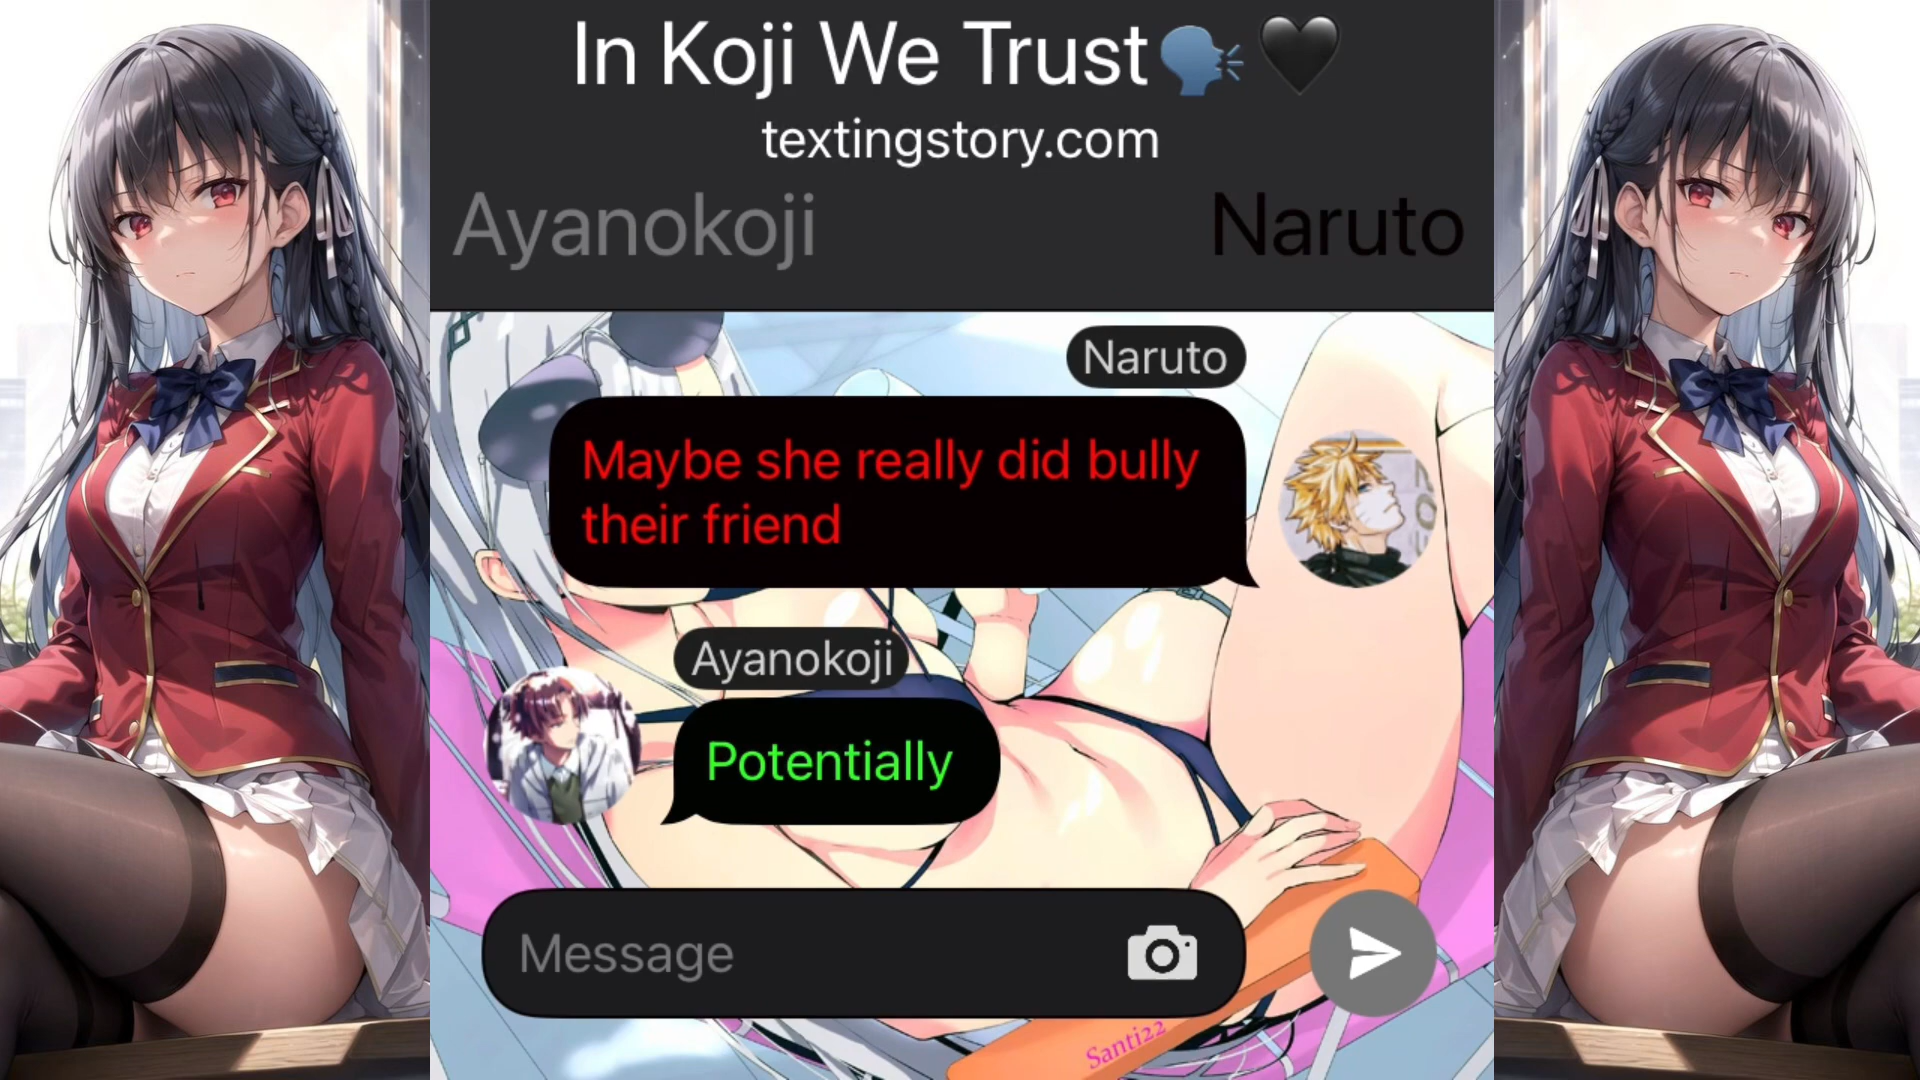 In Koji We Trust🗣️🖤
textingstory.com
Ayanokoji
Naruto
Naruto
Maybe she really did bully
their friend
Ayanokoji
Potentially
Message
Santi22